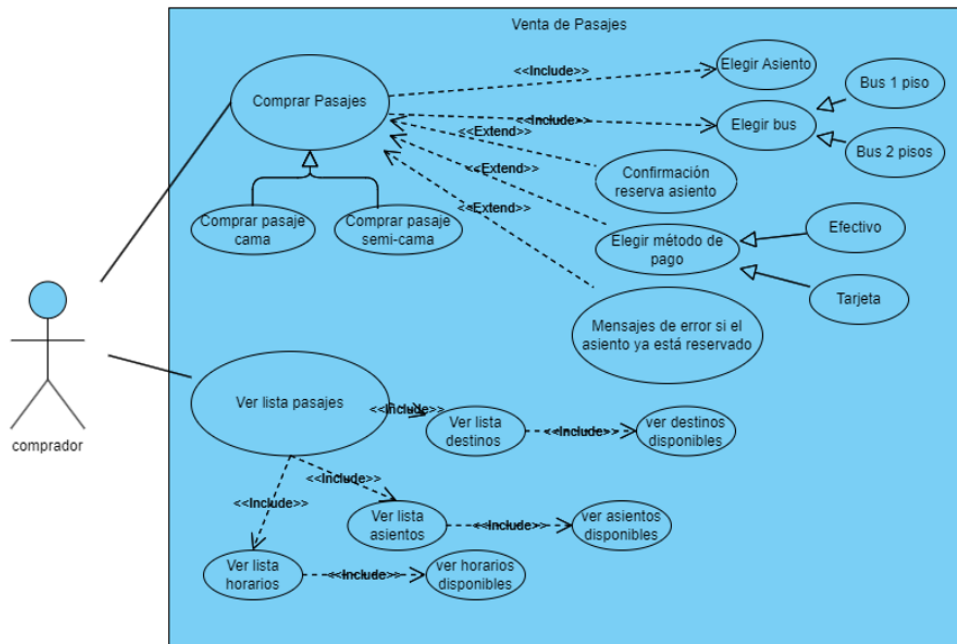 Venta de Pasajes
Comprar Pasajes
<<Include>>
Elegir Asiento
<<Include>>
Elegir bus
Bus 1 piso
Bus 2 pisos
<<Extend>>
Confirmación
reserva asiento
<<Extend>>
Elegir método de
pago
Efectivo
Tarjeta
<<Extend>>
Mensajes de error si el
asiento ya está reservado
Comprar pasaje
cama
Comprar pasaje
semi-cama
comprador
Ver lista pasajes
<<Include>>
Ver lista
destinos
<<Include>>
ver destinos
disponibles
<<Include>>
<<Include>>
Ver lista
asientos
<<Include>>
ver asientos
disponibles
Ver lista
horarios
<<Include>>
ver horarios
disponibles